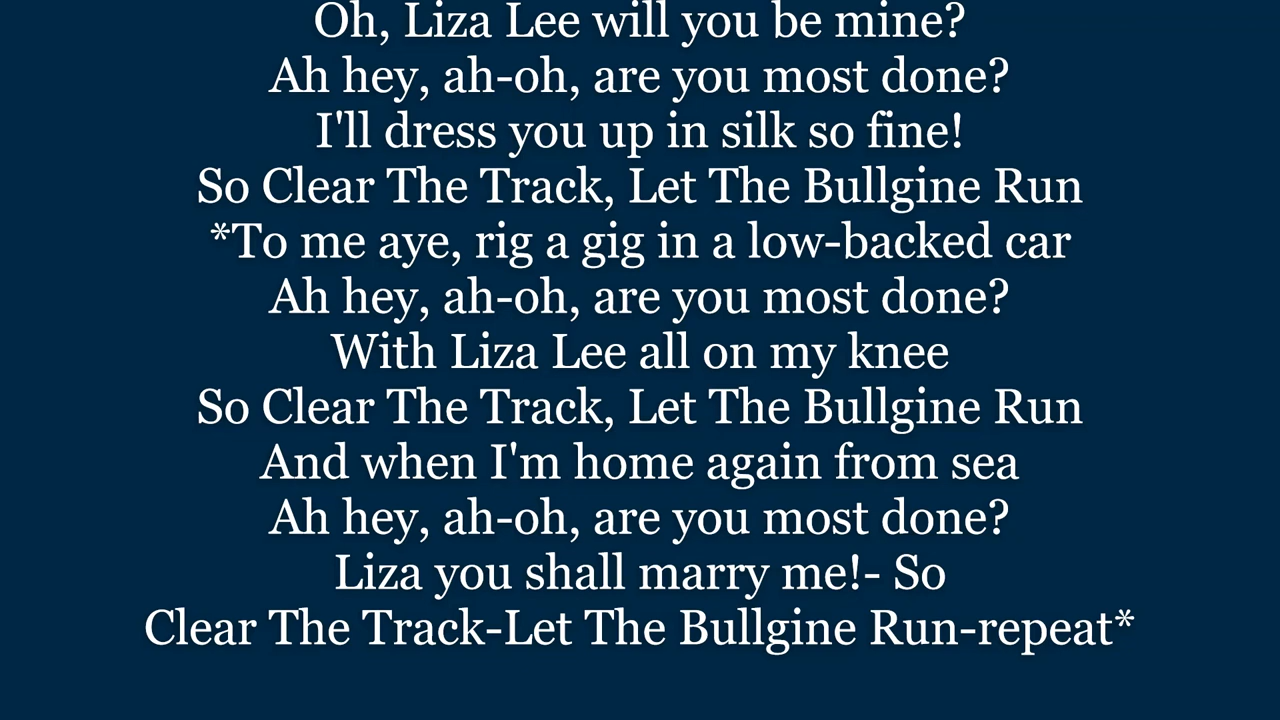 Oh, Liza Lee will you be mine?
Ah hey, ah-oh, are you most done?
I'll dress you up in silk so fine!
So Clear The Track, Let The Bullgine Run
*To me aye, rig a gig in a low-backed car
Ah hey, ah-oh, are you most done?
With Liza Lee all on my knee
So Clear The Track, Let The Bullgine Run
And when I'm home again from sea
Ah hey, ah-oh, are you most done?
Liza you shall marry me!- So
Clear The Track-Let The Bullgine Run-repeat*